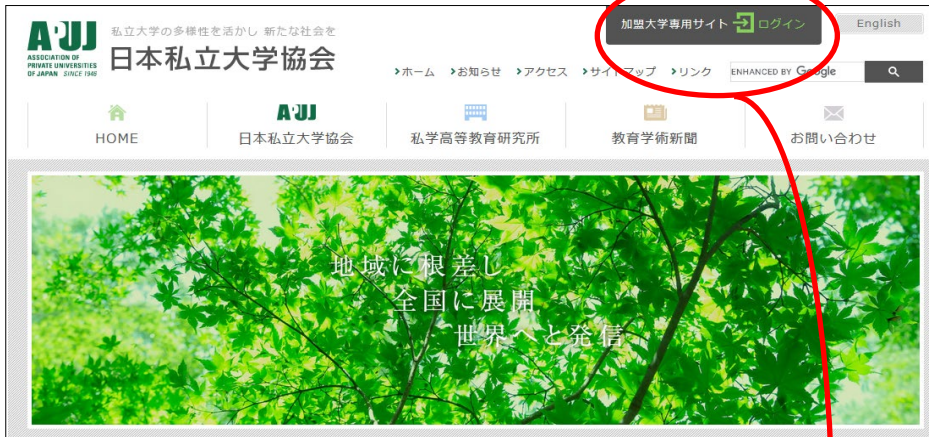 加盟大学専用サイト ログイン
English
APUJ
ASSOCIATION OF
PRIVATE UNIVERSITIES
OF JAPAN SINCE 1946
私立大学の多様性を活かし 新たな社会を
日本私立大学協会
ホーム お知らせ アクセス サイトマップ リンク
ENHANCED BY Google
HOME
APUJ
日本私立大学協会
私学高等教育研究所
教育学術新聞
お問い合わせ
地域に根差し
全国に展開
世界へと発信